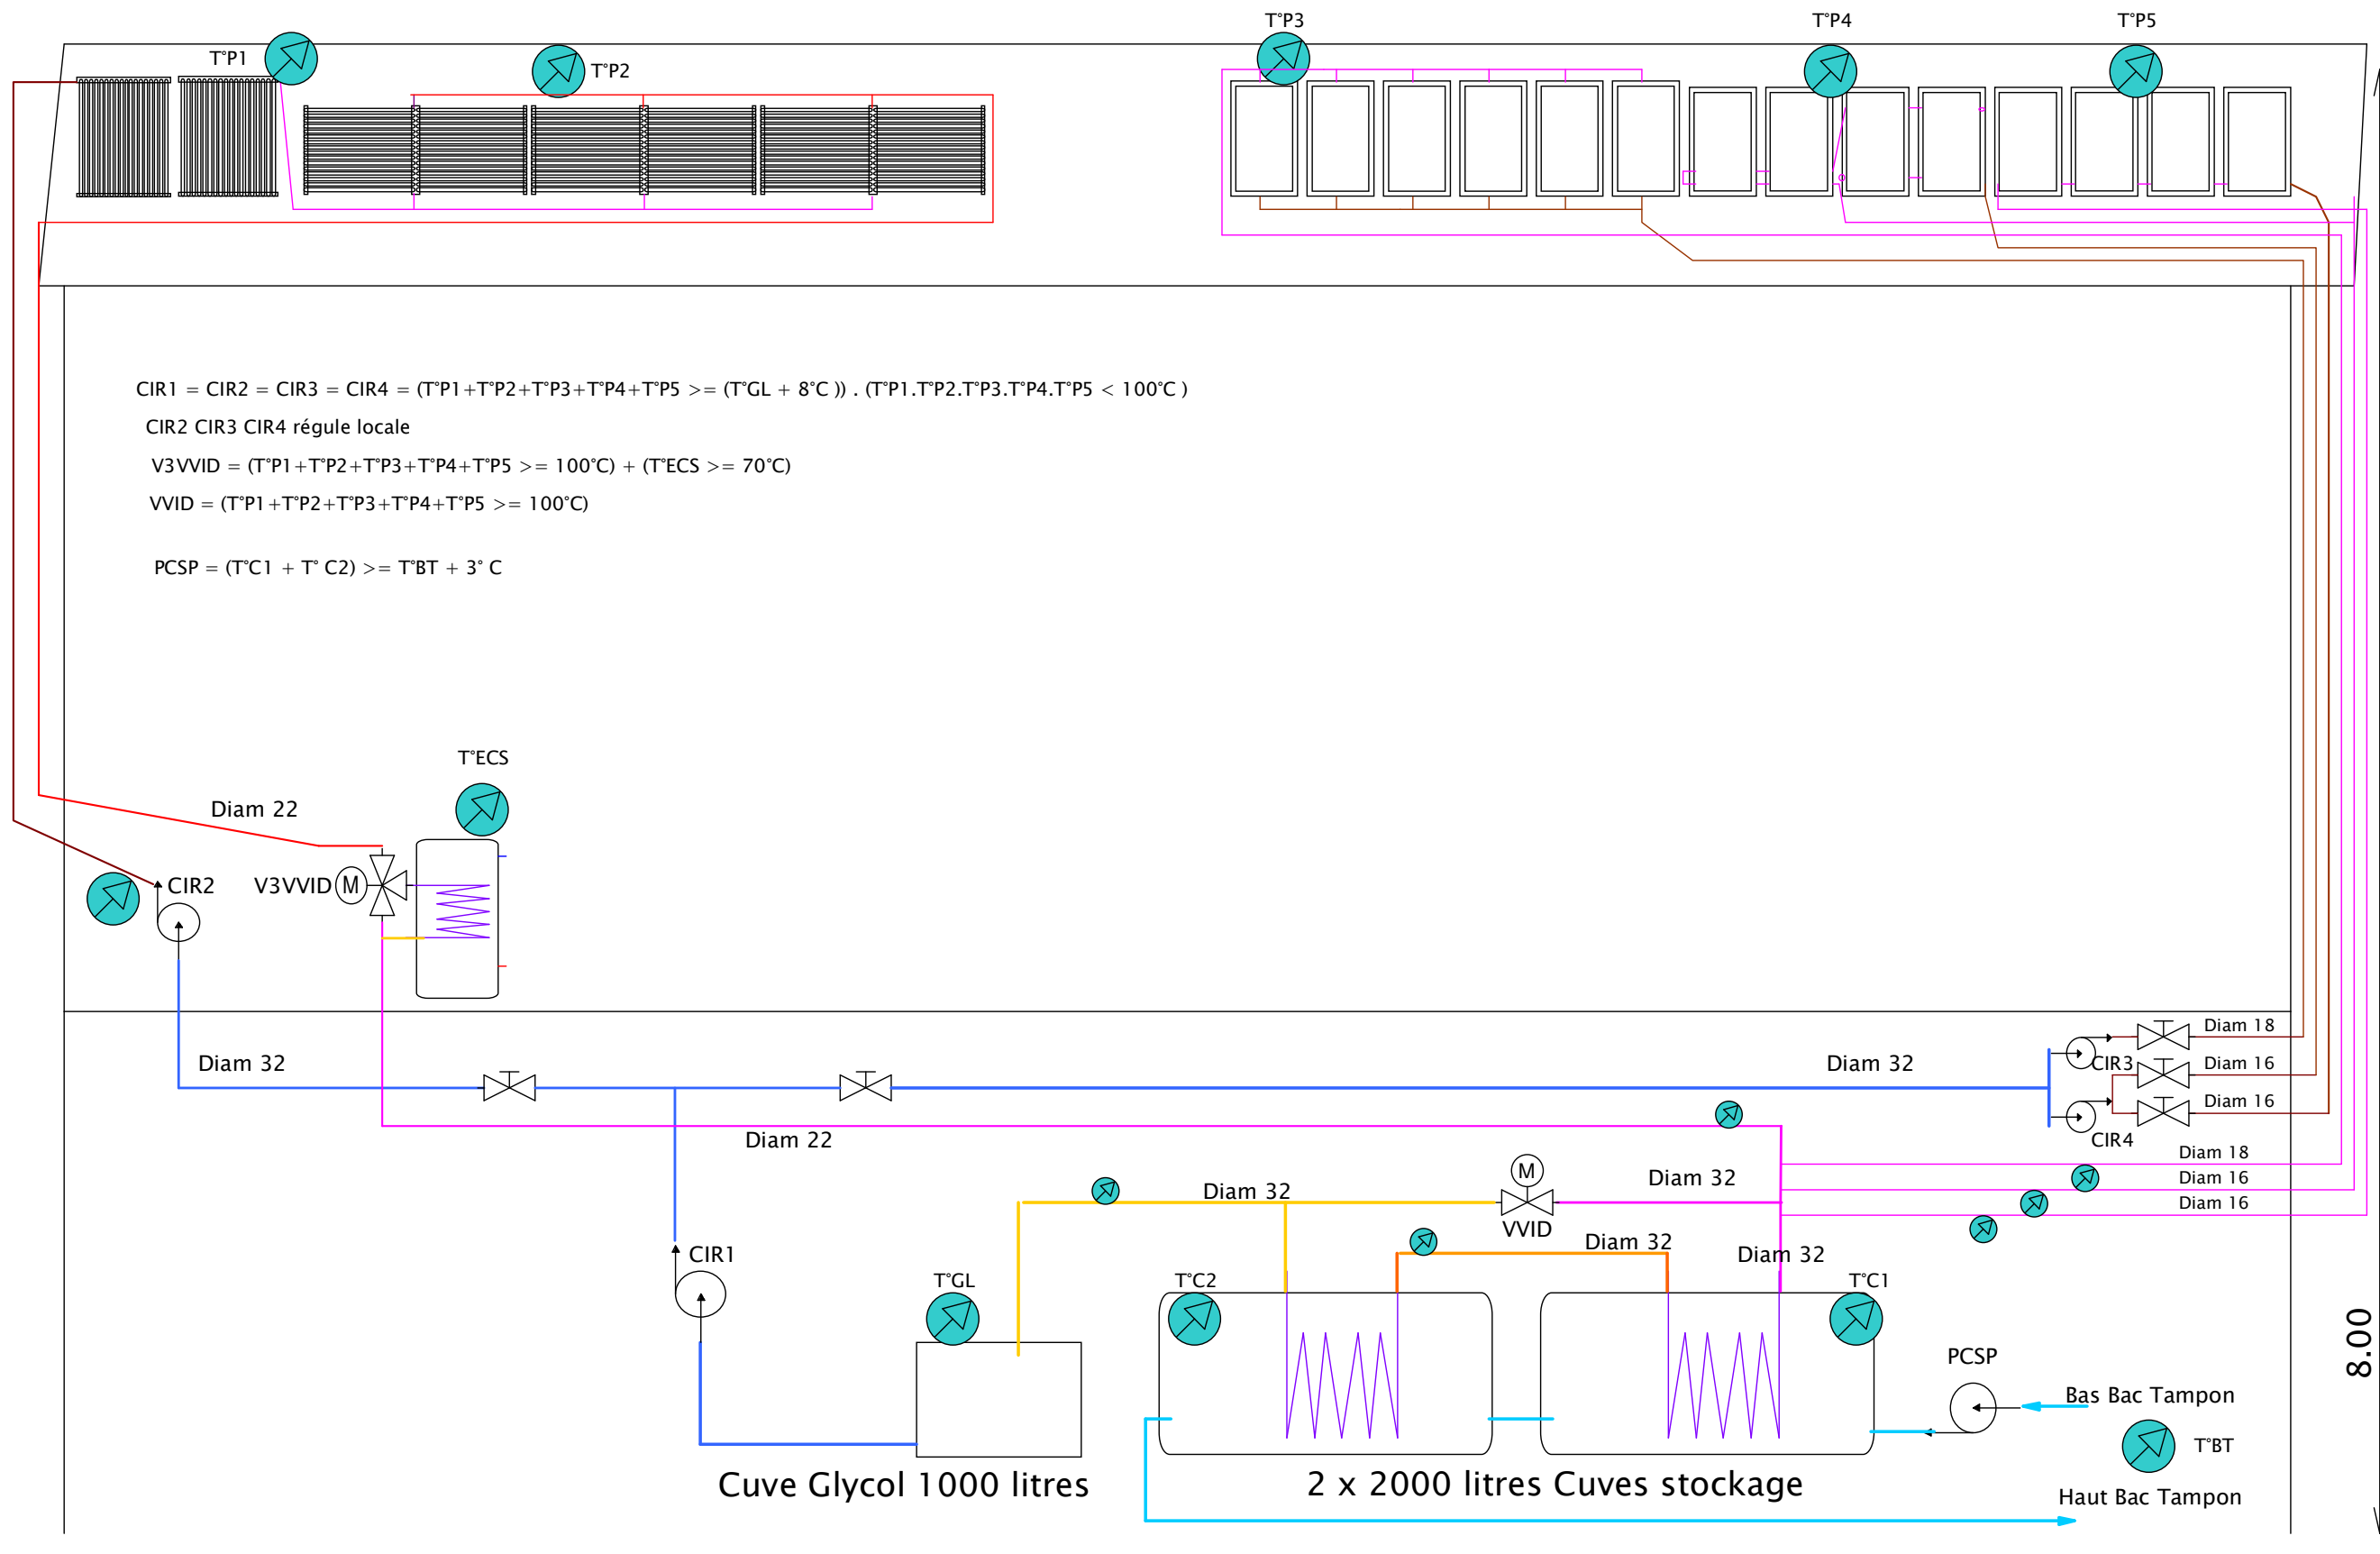 T°P3
T°P4
T°P5
T°P1
T°P2
CIR1 = CIR2 = CIR3 = CIR4 = (T°P1+T°P2+T°P3+T°P4+T°P5 >= (T°GL + 8°C )) . (T°P1.T°P2.T°P3.T°P4.T°P5 < 100°C )
CIR2 CIR3 CIR4 régule locale
V3VVID = (T°P1+T°P2+T°P3+T°P4+T°P5 >= 100°C) + (T°ECS >= 70°C)
VVID = (T°P1+T°P2+T°P3+T°P4+T°P5 >= 100°C)
PCSP = (T°C1 + T° C2) >= T°BT + 3° C
T°ECS
Diam 22
CIR2
V3VVID
M
Diam 18
Diam 32
Diam 32
CIR3
Diam 16
Diam 16
Diam 22
CIR4
Diam 18
M
Diam 32
Diam 16
Diam 32
Diam 16
VVID
CIR1
Diam 32
Diam 32
T°GL
T°C2
T°C1
8.00
PCSP
Bas Bac Tampon
T°BT
Cuve Glycol 1000 litres
2 x 2000 litres Cuves stockage
Haut Bac Tampon